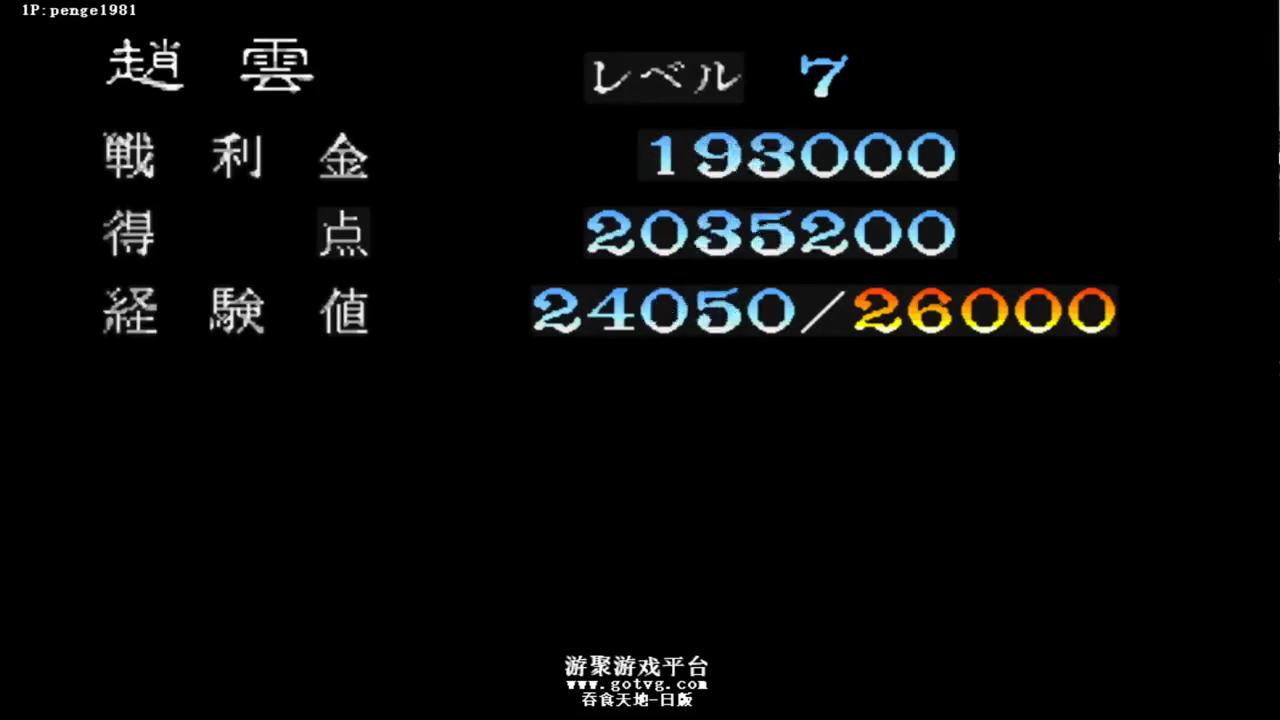 1P:penge1981
趙雲 レベル 7
戦利金 193000
得点 2035200
経験値 24050/26000
游聚游戏平台
www.gotvg.com
吞食天地-日版